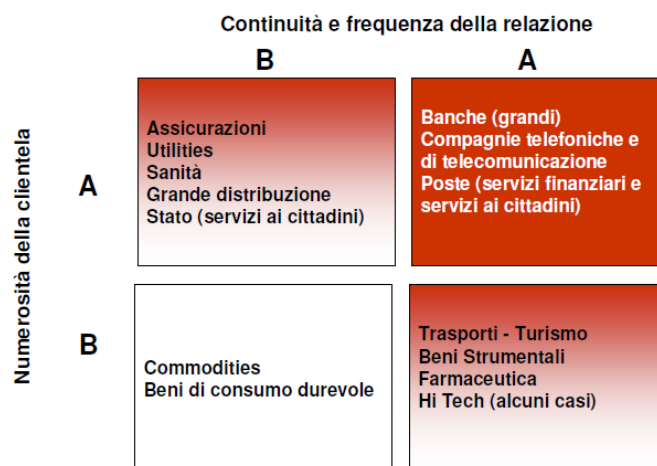 Continuità e frequenza della relazione
B
A
Numerosità della clientela
A
Assicurazioni
Utilities
Sanità
Grande distribuzione
Stato (servizi ai cittadini)
Banche (grandi)
Compagnie telefoniche e
di telecomunicazione
Poste (servizi finanziari e
servizi ai cittadini)
B
Commodities
Beni di consumo durevole
Trasporti - Turismo
Beni Strumentali
Farmaceutica
Hi Tech (alcuni casi)